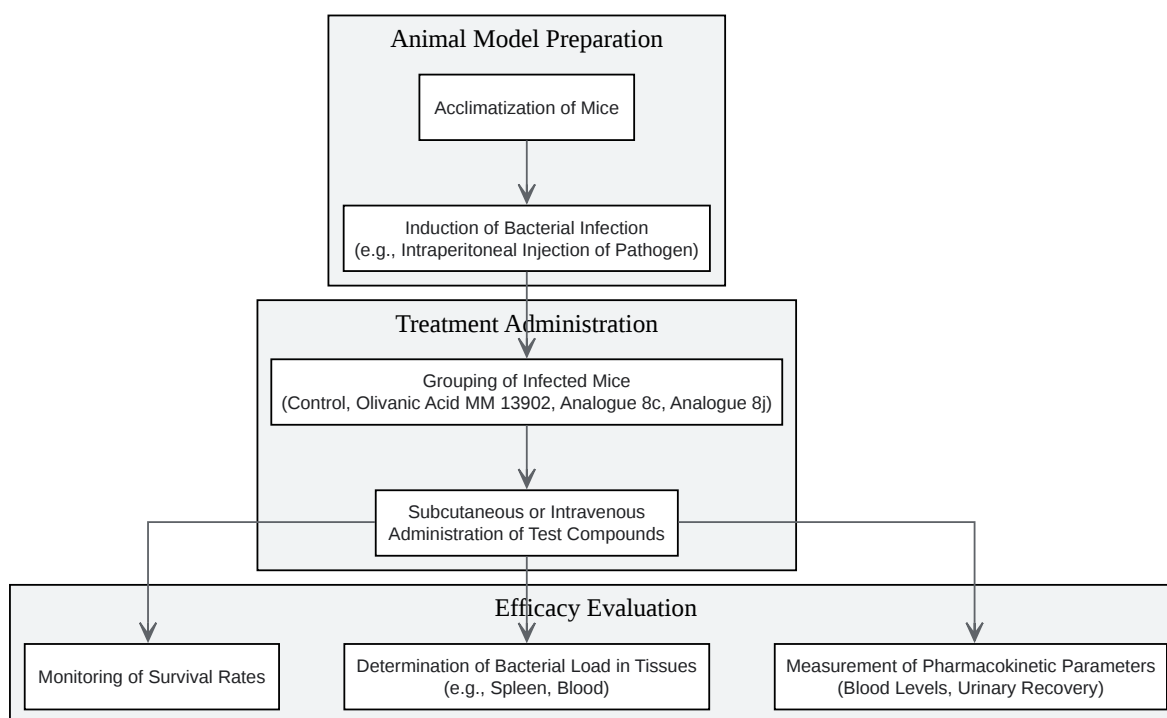 Animal Model Preparation
Acclimatization of Mice
Induction of Bacterial Infection
(e.g., Intraperitoneal Injection of Pathogen)
Treatment Administration
Grouping of Infected Mice
(Control, Olivanic Acid MM 13902, Analogue 8c, Analogue 8j)
Subcutaneous or Intravenous
Administration of Test Compounds
Efficacy Evaluation
Monitoring of Survival Rates
Determination of Bacterial Load in Tissues
(e.g., Spleen, Blood)
Measurement of Pharmacokinetic Parameters
(Blood Levels, Urinary Recovery)